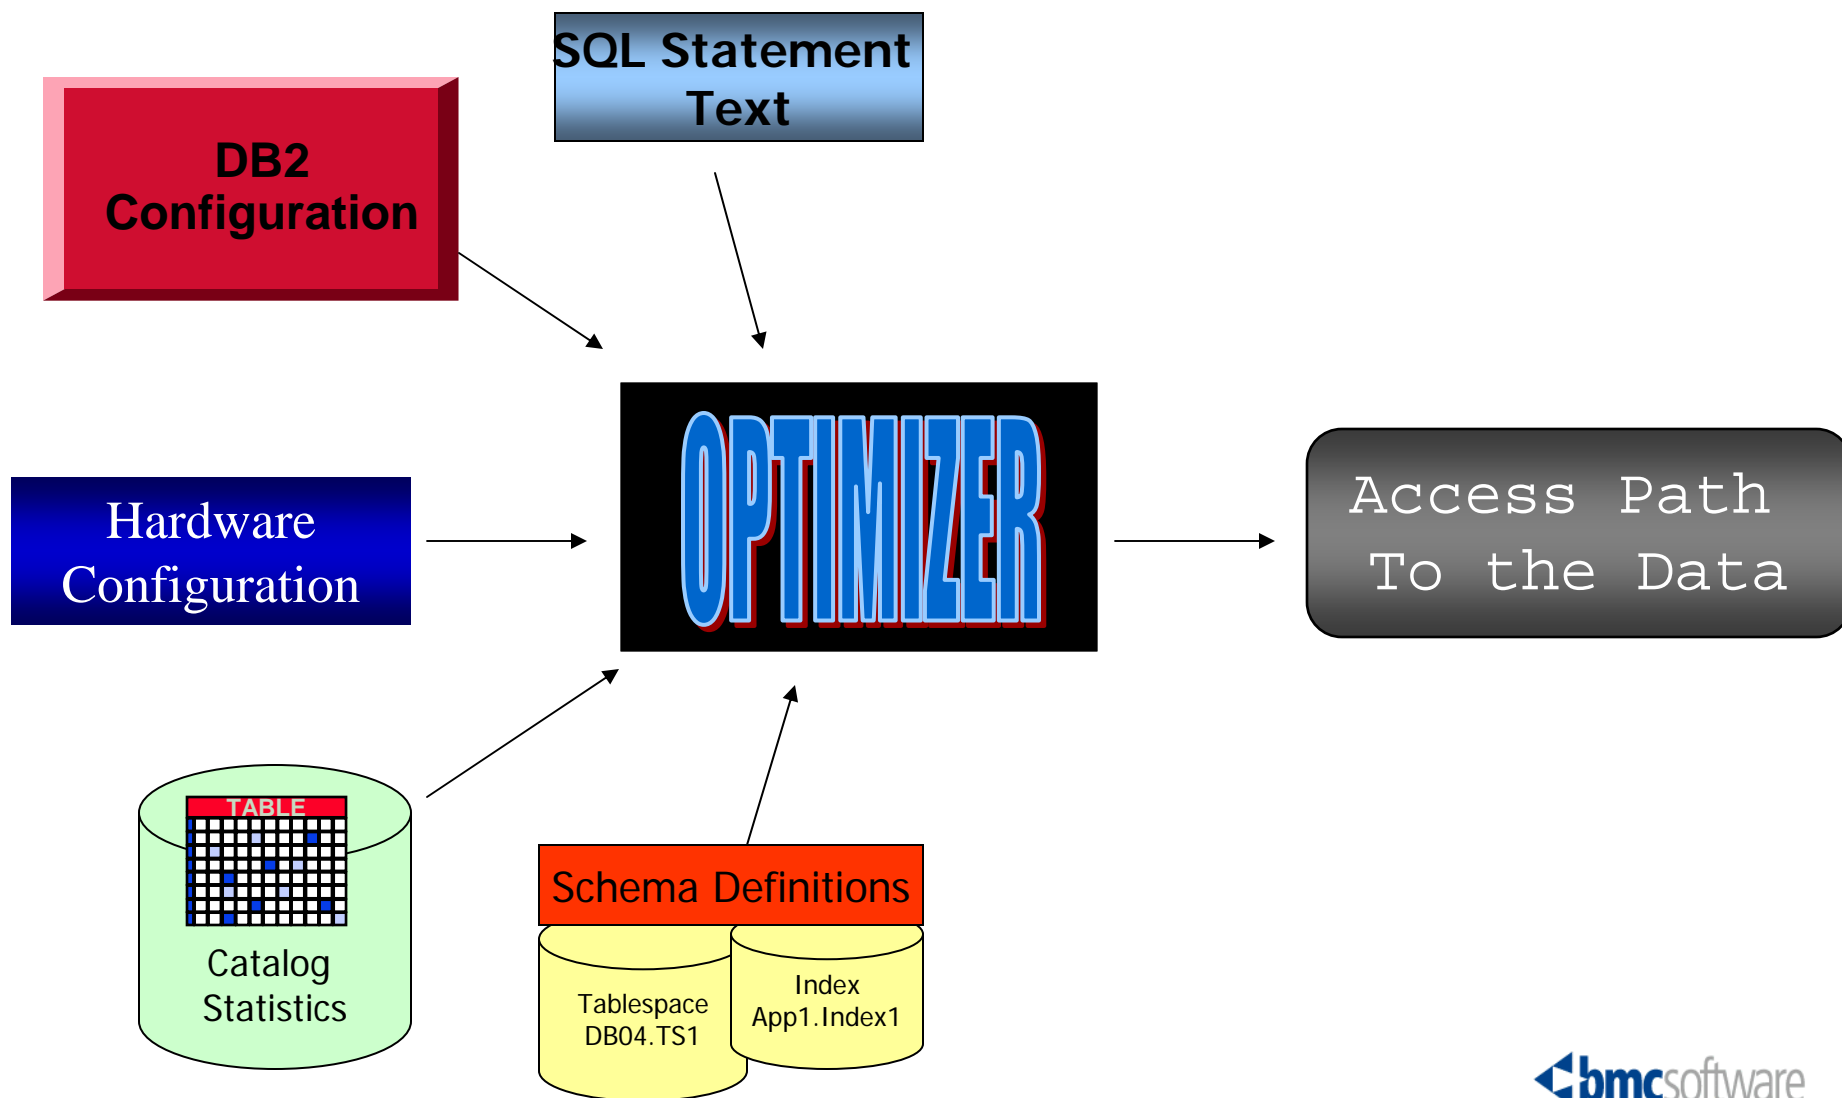 SQL Statement
Text
DB2
Configuration
OPTIMIZER
Hardware
Configuration
Access Path
To the Data
TABLE
Catalog
Statistics
Schema Definitions
Tablespace
DB04.TS1
Index
App1.Index1
bmcsoftware